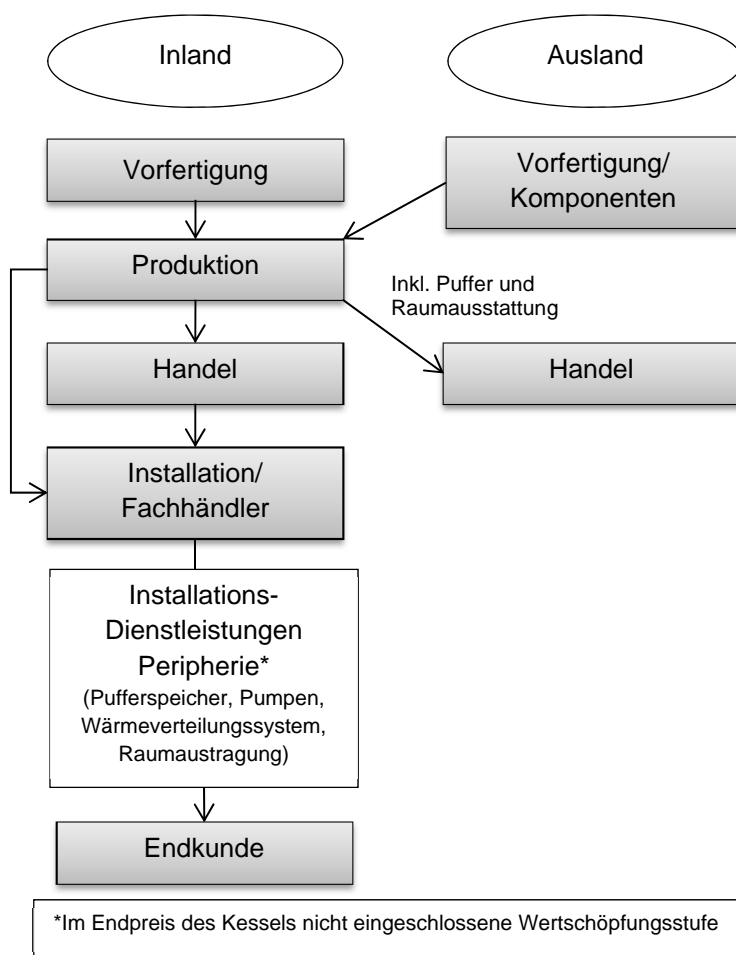 Inland
Ausland
Vorfertigung
Vorfertigung/
Komponenten
Produktion
Inkl. Puffer und
Raumausstattung
Handel
Handel
Installation/
Fachhändler
Installations-
Dienstleistungen
Peripherie*
(Pufferspeicher, Pumpen,
Wärmeverteilungssystem,
Raumaustragung)
Endkunde
*Im Endpreis des Kessels nicht eingeschlossene Wertschöpfungsstufe